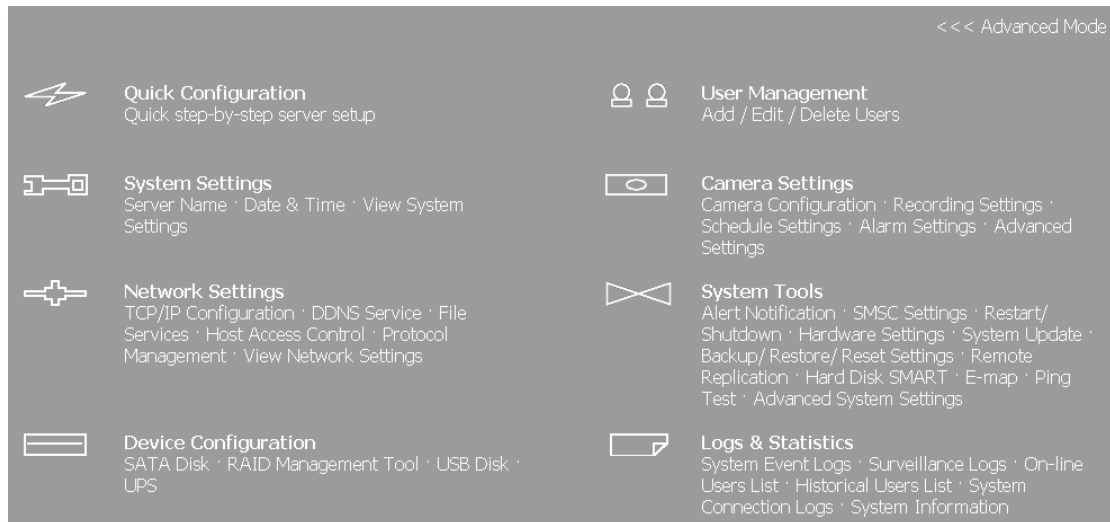 <<< Advanced Mode
Quick Configuration
Quick step-by-step server setup
User Management
Add / Edit / Delete Users
System Settings
Server Name · Date & Time · View System
Settings
Camera Settings
Camera Configuration · Recording Settings ·
Schedule Settings · Alarm Settings · Advanced
Settings
Network Settings
TCP/IP Configuration · DDNS Service · File
Services · Host Access Control · Protocol
Management · View Network Settings
System Tools
Alert Notification · SMSC Settings · Restart/
Shutdown · Hardware Settings · System Update ·
Backup/ Restore/ Reset Settings · Remote
Replication · Hard Disk SMART · E-map · Ping
Test · Advanced System Settings
Device Configuration
SATA Disk · RAID Management Tool · USB Disk ·
UPS
Logs & Statistics
System Event Logs · Surveillance Logs · On-line
Users List · Historical Users List · System
Connection Logs · System Information